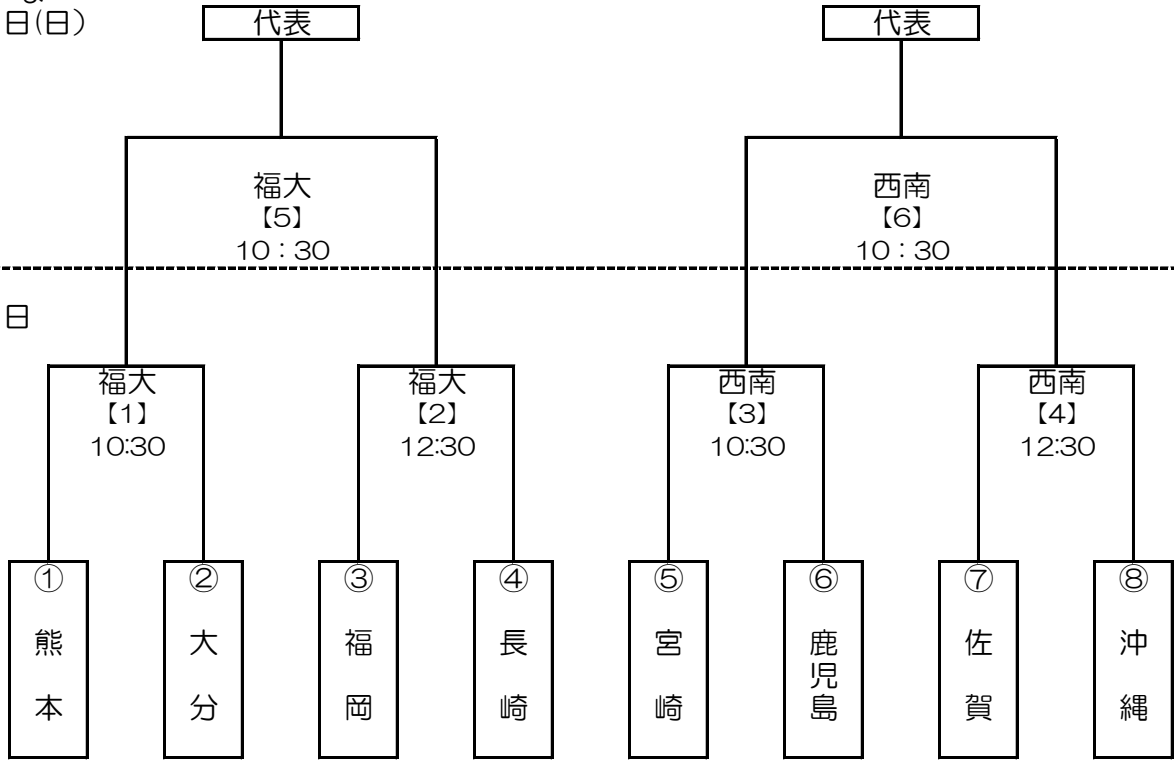 日(日)
代表
代表
福大
【5】
10:30
西南
【6】
10:30
日
福大
【1】
10:30
福大
【2】
12:30
西南
【3】
10:30
西南
【4】
12:30
①
熊本
②
大分
③
福岡
④
長崎
⑤
宮崎
⑥
鹿児島
⑦
佐賀
⑧
沖縄